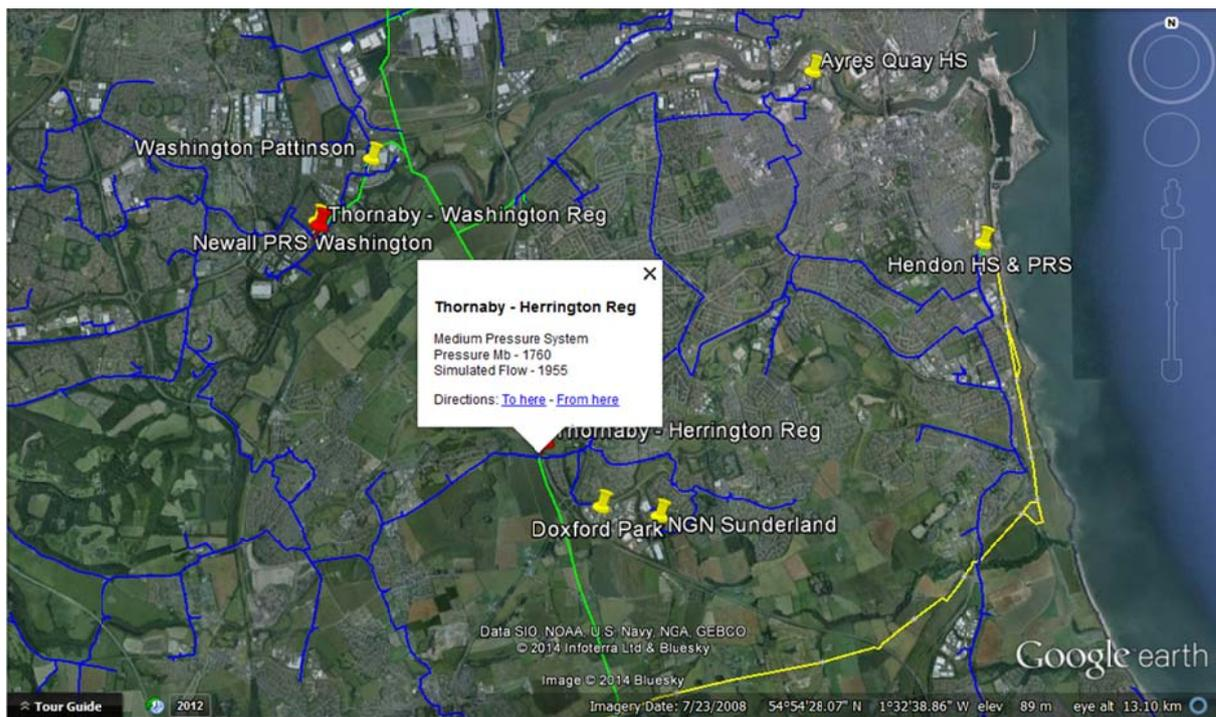 N
Ayres Quay HS
Washington Pattinson
Thornaby - Washington Reg
Newall PRS Washington
Hendon HS & PRS
Thornaby - Herrington Reg
Medium Pressure System
Pressure Mb - 1760
Simulated Flow - 1955
Directions: To here - From here
Thornaby - Herrington Reg
Doxford Park
NGN Sunderland
Data SIO, NOAA, U.S. Navy, NGA, GEBCO
© 2014 Infoterra Ltd & Bluesky
Image © 2014 Bluesky
Google earth
Tour Guide
2012
Imagery Date: 7/23/2008 54°54'28.07" N 1°32'38.86" W elev 89 m eye alt 13.10 km